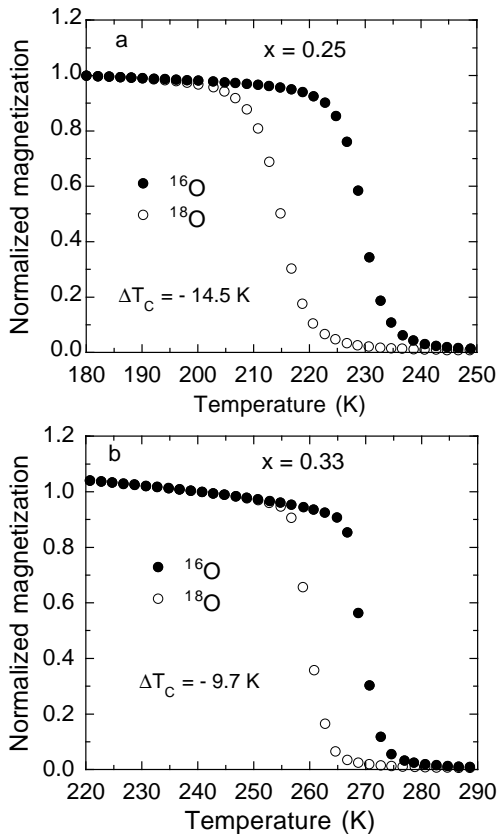 a
x = 0.25
1.2
1.0
0.8
0.6
0.4
0.2
0.0
Normalized magnetization
¹⁶O
¹⁸O
ΔT_C = - 14.5 K
180 190 200 210 220 230 240 250
Temperature (K)
b
x = 0.33
1.2
1.0
0.8
0.6
0.4
0.2
0.0
Normalized magnetization
¹⁶O
¹⁸O
ΔT_C = - 9.7 K
220 230 240 250 260 270 280 290
Temperature (K)